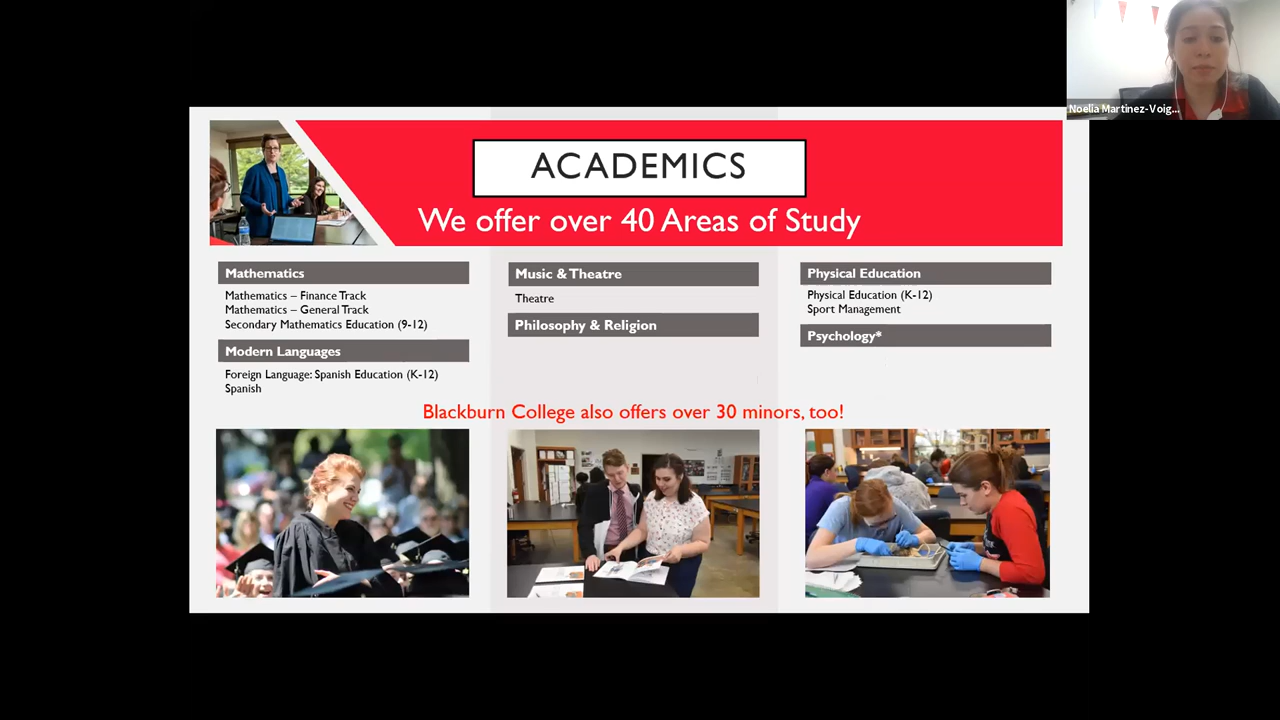 Noelia Martinez-Voig...
ACADEMICS
We offer over 40 Areas of Study
Mathematics
Mathematics – Finance Track
Mathematics – General Track
Secondary Mathematics Education (9-12)
Modern Languages
Foreign Language: Spanish Education (K-12)
Spanish
Music & Theatre
Theatre
Philosophy & Religion
Physical Education
Physical Education (K-12)
Sport Management
Psychology*
Blackburn College also offers over 30 minors, too!